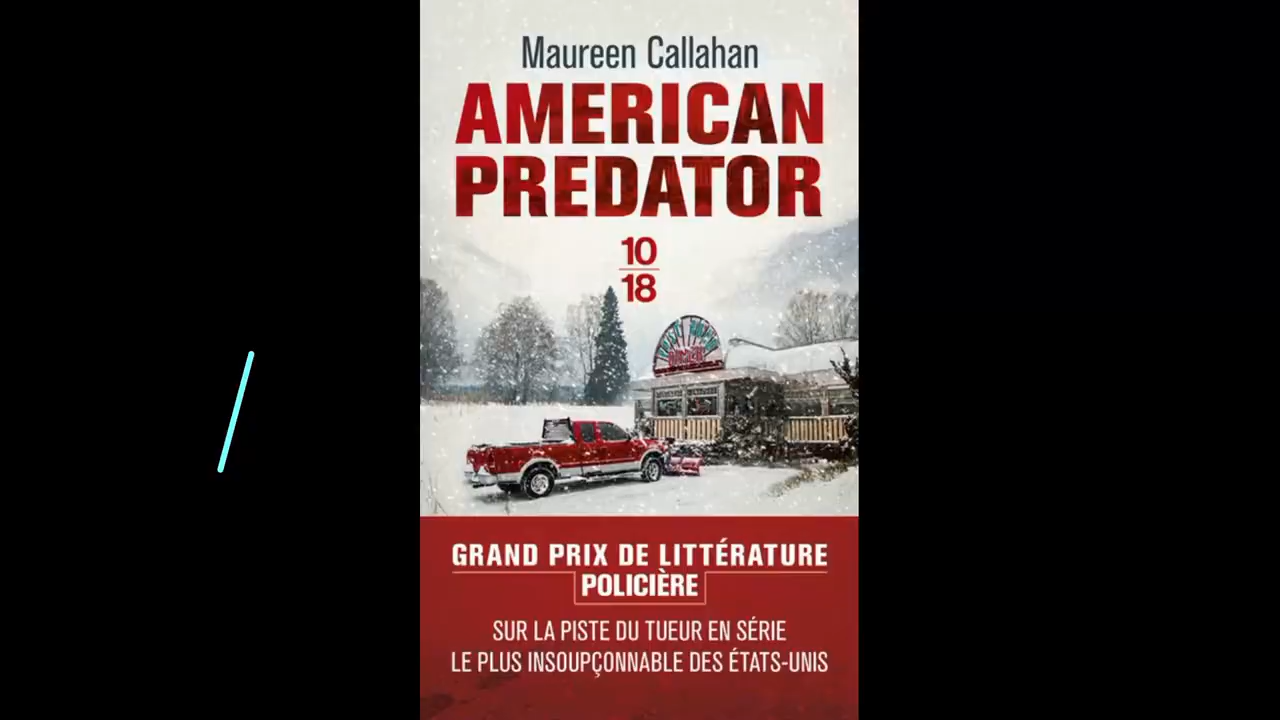 Maureen Callahan
AMERICAN
PREDATOR
10
18
GRAND PRIX DE LITTÉRATURE
POLICIÈRE
SUR LA PISTE DU TUEUR EN SÉRIE
LE PLUS INSOUPÇONNABLE DES ÉTATS-UNIS